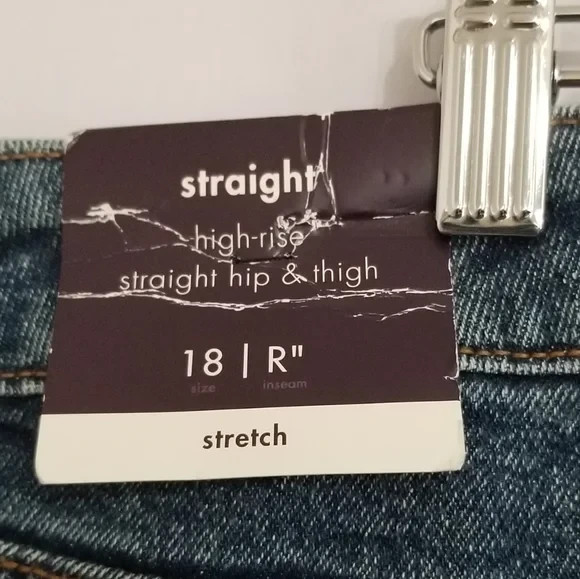 straight
high-rise
straight hip & thigh
18 | R"
size inseam
stretch